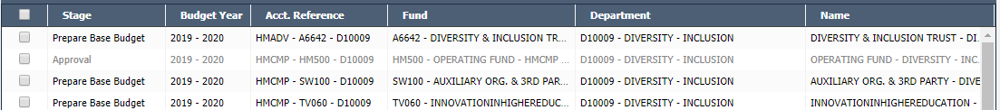 Stage Budget Year Acct. Reference Fund Department Name
Prepare Base Budget 2019 - 2020 HMADV - A6642 - D10009 A6642 - DIVERSITY & INCLUSION TR... D10009 - DIVERSITY - INCLUSION DIVERSITY & INCLUSION TRUST - DI...
Approval 2019 - 2020 HMCMP - HM500 - D10009 HM500 - OPERATING FUND - HMCMP ... D10009 - DIVERSITY - INCLUSION OPERATING FUND - DIVERSITY - INC...
Prepare Base Budget 2019 - 2020 HMCMP - SW100 - D10009 SW100 - AUXILIARY ORG. & 3RD PAR... D10009 - DIVERSITY - INCLUSION AUXILIARY ORG. & 3RD PARTY - DIVE
Prepare Base Budget 2019 - 2020 HMCMP - TV060 - D10009 TV060 - INNOVATIONINHIGHEREDUC... D10009 - DIVERSITY - INCLUSION INNOVATIONINHIGHEREDUCATION -